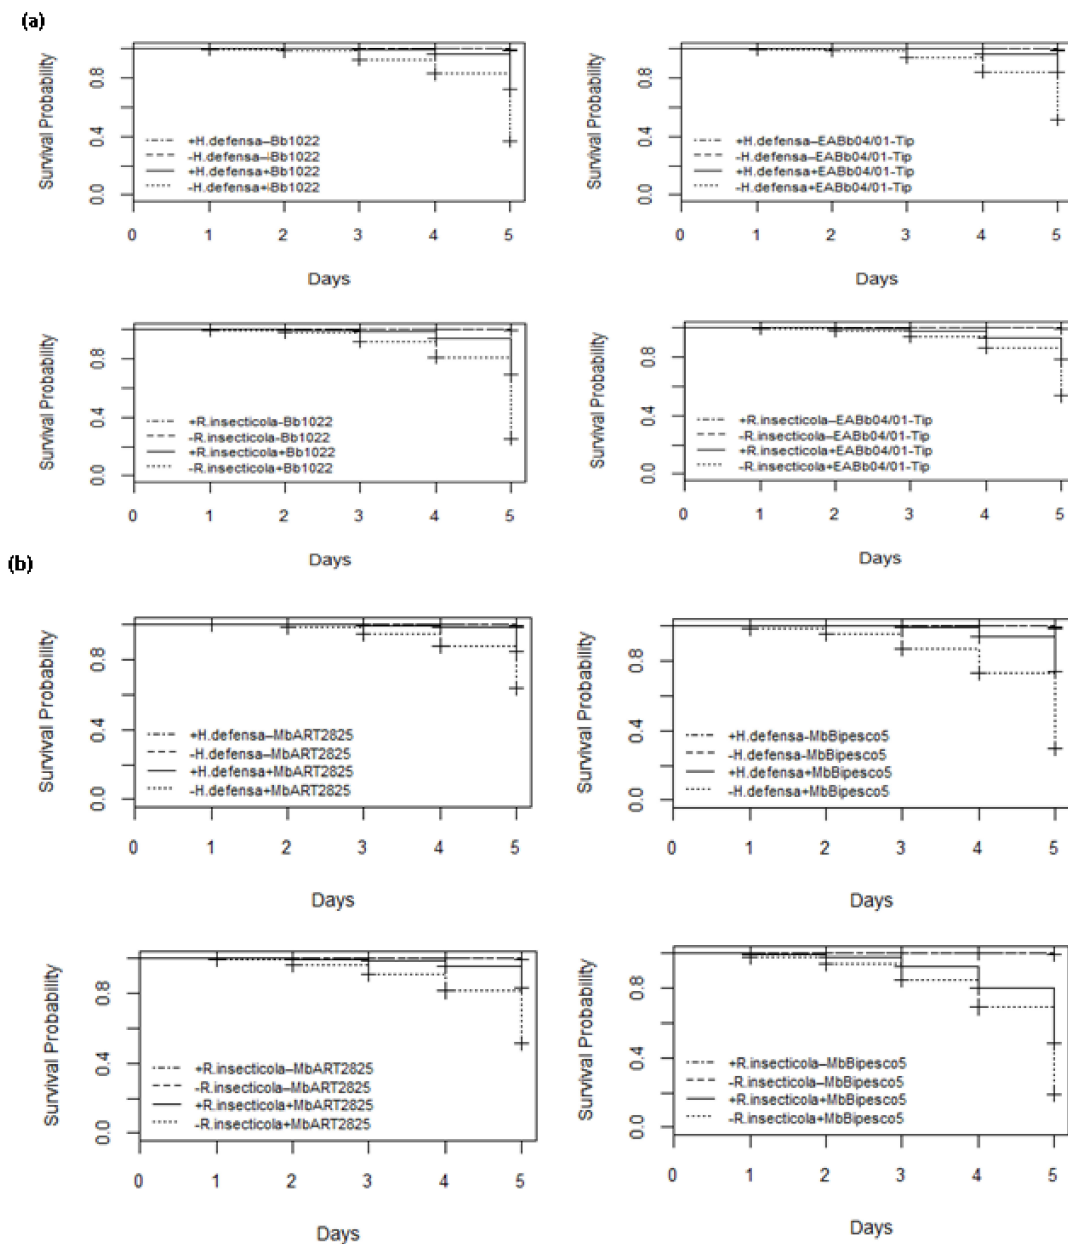 (a)
Survival Probability
0.8
0.4
0.0
+H.defensa–Bb1022
-H.defensa–iBb1022
+H.defensa+Bb1022
-H.defensa+iBb1022
0 1 2 3 4 5
Days
Survival Probability
0.8
0.4
0.0
+H.defensa–EABb04/01-Tip
-H.defensa–EABb04/01-Tip
+H.defensa+EABb04/01-Tip
-H.defensa+EABb04/01-Tip
0 1 2 3 4 5
Days
Survival Probability
0.8
0.4
0.0
+R.insecticola-Bb1022
-R.insecticola-Bb1022
+R.insecticola+Bb1022
-R.insecticola+Bb1022
0 1 2 3 4 5
Days
Survival Probability
0.8
0.4
0.0
+R.insecticola–EABb04/01-Tip
-R.insecticola–EABb04/01-Tip
+R.insecticola+EABb04/01-Tip
-R.insecticola+EABb04/01-Tip
0 1 2 3 4 5
Days
(b)
Survival Probability
0.8
0.4
0.0
+H.defensa–MbART2825
-H.defensa–MbART2825
+H.defensa+MbART2825
-H.defensa+MbART2825
0 1 2 3 4 5
Days
Survival Probability
0.8
0.4
0.0
+H.defensa-MbBipesco5
-H.defensa-MbBipesco5
+H.defensa+MbBipesco5
-H.defensa+MbBipesco5
0 1 2 3 4 5
Days
Survival Probability
0.8
0.4
0.0
+R.insecticola–MbART2825
-R.insecticola–MbART2825
+R.insecticola+MbART2825
-R.insecticola+MbART2825
0 1 2 3 4 5
Days
Survival Probability
0.8
0.4
0.0
+R.insecticola–MbBipesco5
-R.insecticola–MbBipesco5
+R.insecticola+MbBipesco5
-R.insecticola+MbBipesco5
0 1 2 3 4 5
Days